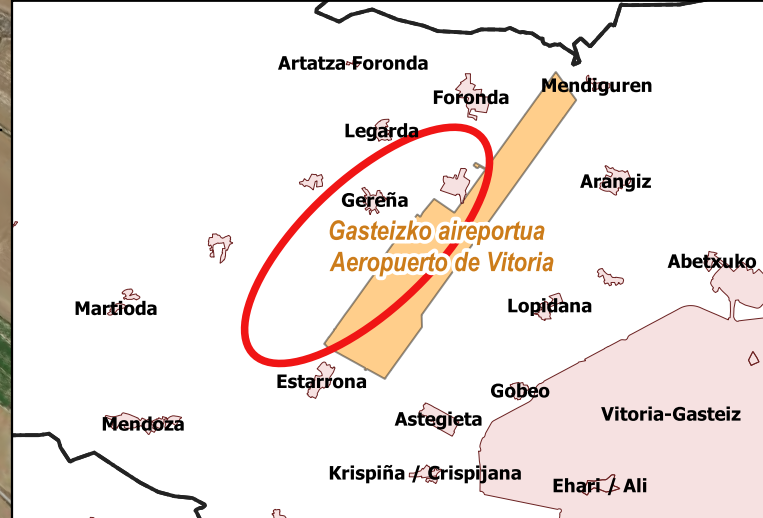 Artatza Foronda
Mendiguren
Foronda
Legarda
Arangiz
Gereña
Gasteizko aireportua
Aeropuerto de Vitoria
Abetxuko
Martioda
Lopidana
Estarrona
Gobeo
Vitoria-Gasteiz
Astegieta
Mendoza
Krispiña / Crispijana
Ehari / Ali